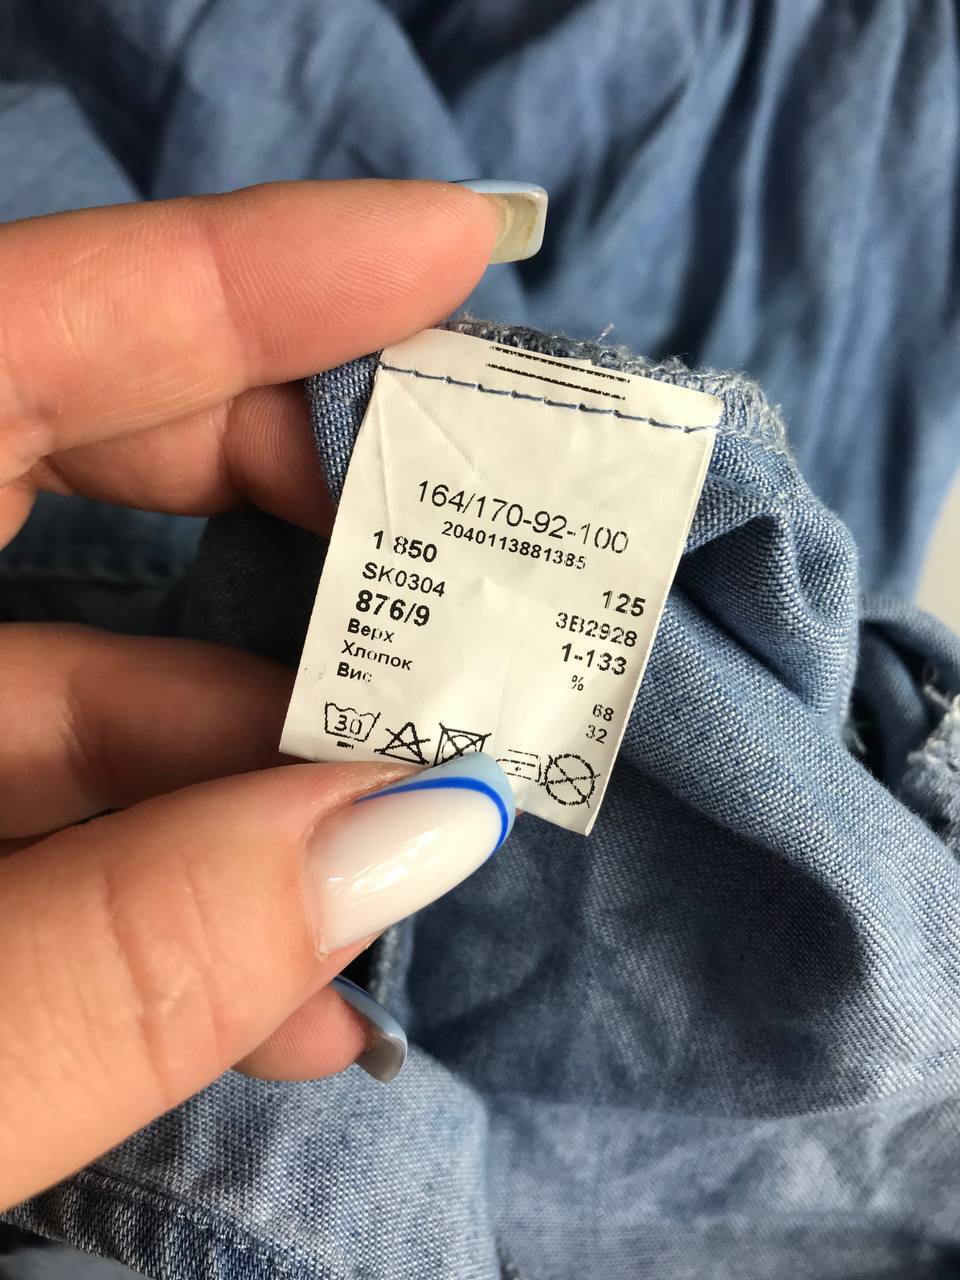 164/170-92-100
2040113881385
1 850 125
SK0304 3B2928
876/9 1-133
Верх %
Хлопок 68
Вис 32
30